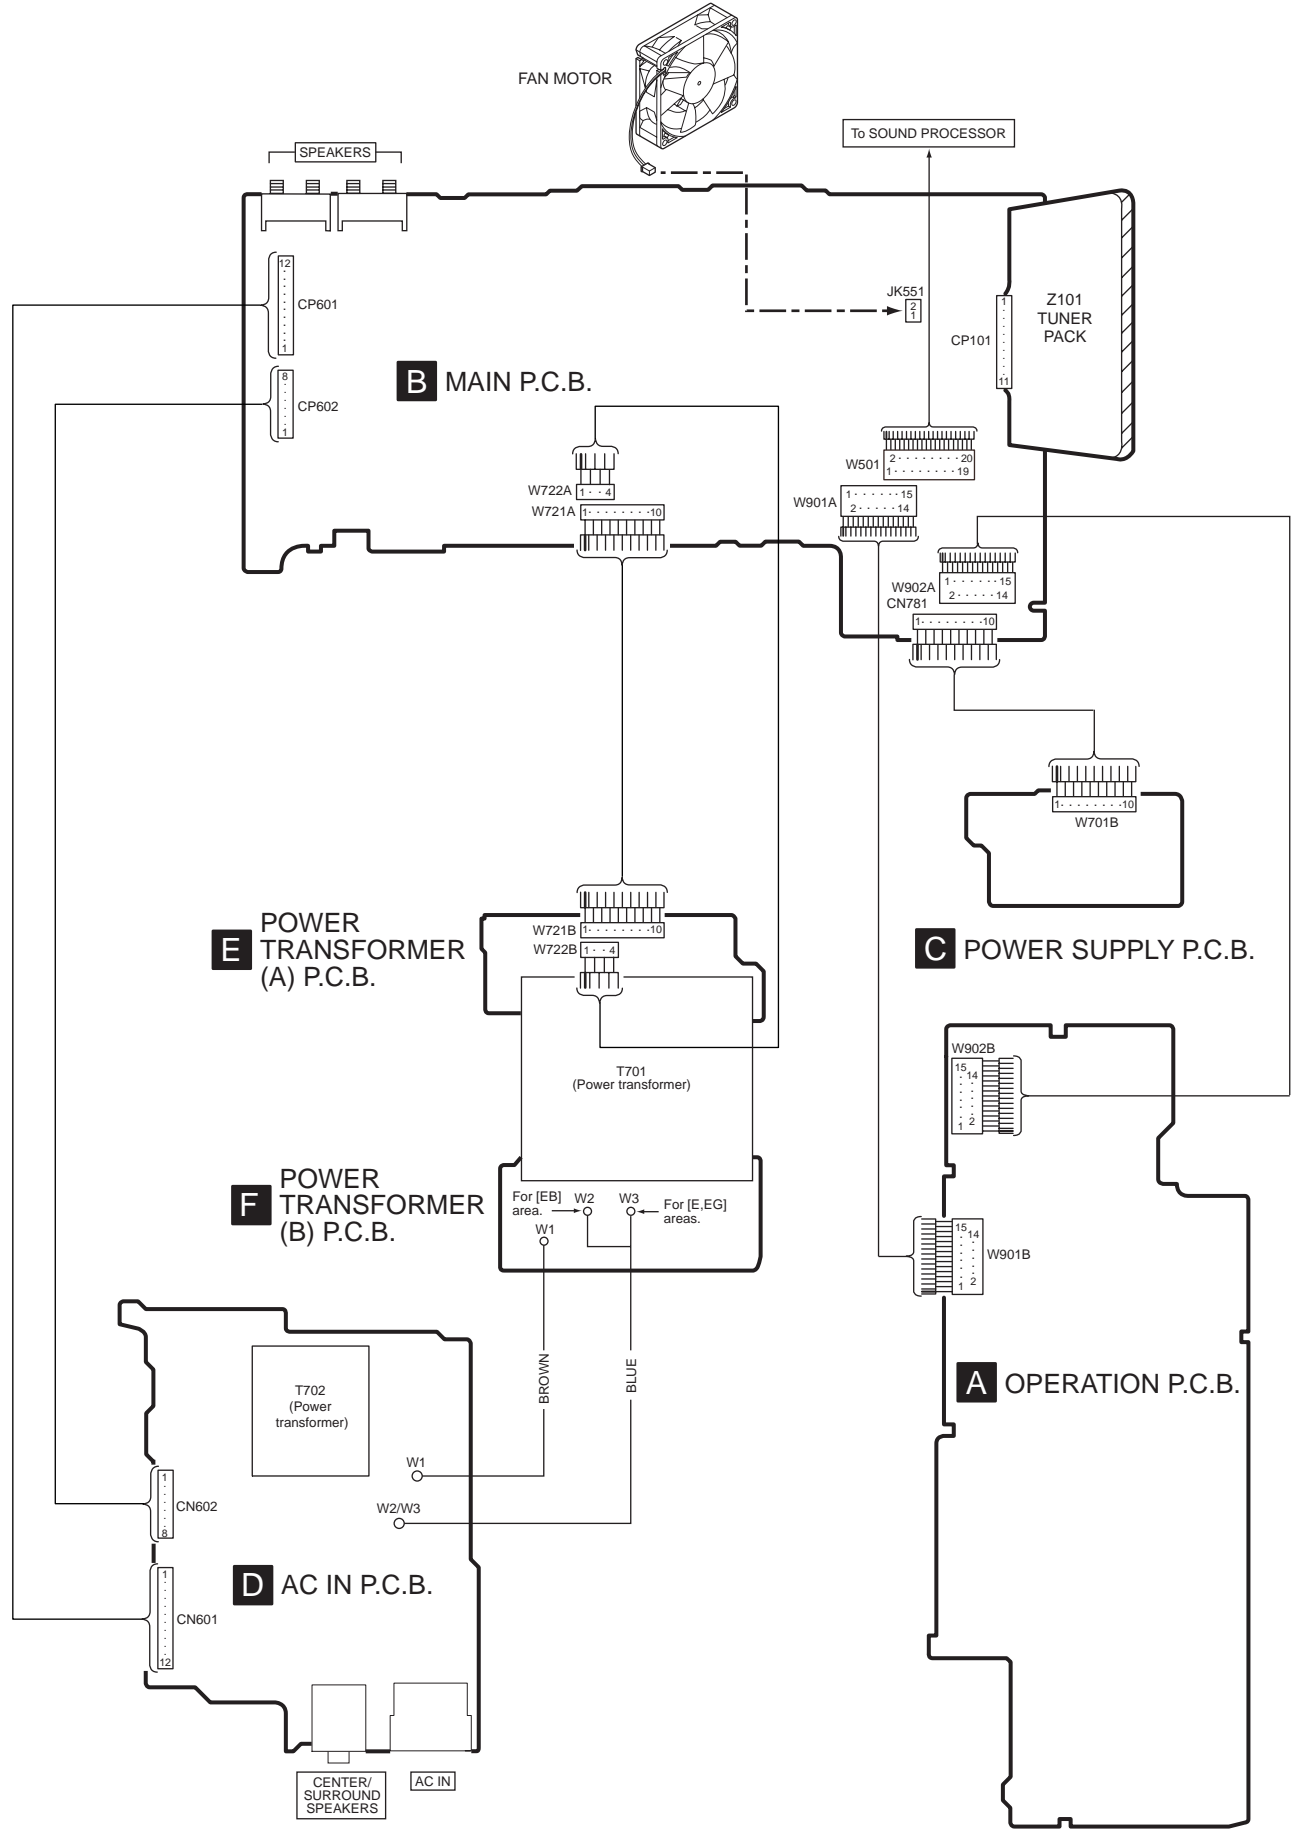 FAN MOTOR
To SOUND PROCESSOR
SPEAKERS
12
CP601
1
8
CP602
1
B MAIN P.C.B.
JK551
2
1
CP101
1
11
Z101
TUNER
PACK
W722A
1 · · 4
W721A
1 · · · · · · · · 10
W501
2 · · · · · · · · 20
1 · · · · · · · · 19
W901A
1 · · · · · · 15
2 · · · · · 14
W902A
1 · · · · · · 15
2 · · · · · 14
CN781
1 · · · · · · · · 10
1 · · · · · · · · 10
W701B
C POWER SUPPLY P.C.B.
E POWER
TRANSFORMER
(A) P.C.B.
W721B
1 · · · · · · · · 10
W722B
1 · · 4
T701
(Power transformer)
W902B
15
14
2
1
F POWER
TRANSFORMER
(B) P.C.B.
For [EB]
area.
W2
W3
For [E,EG]
areas.
W1
15
14
W901B
2
1
BROWN
BLUE
A OPERATION P.C.B.
T702
(Power
transformer)
W1
W2/W3
1
CN602
8
D AC IN P.C.B.
1
CN601
12
CENTER/
SURROUND
SPEAKERS
AC IN